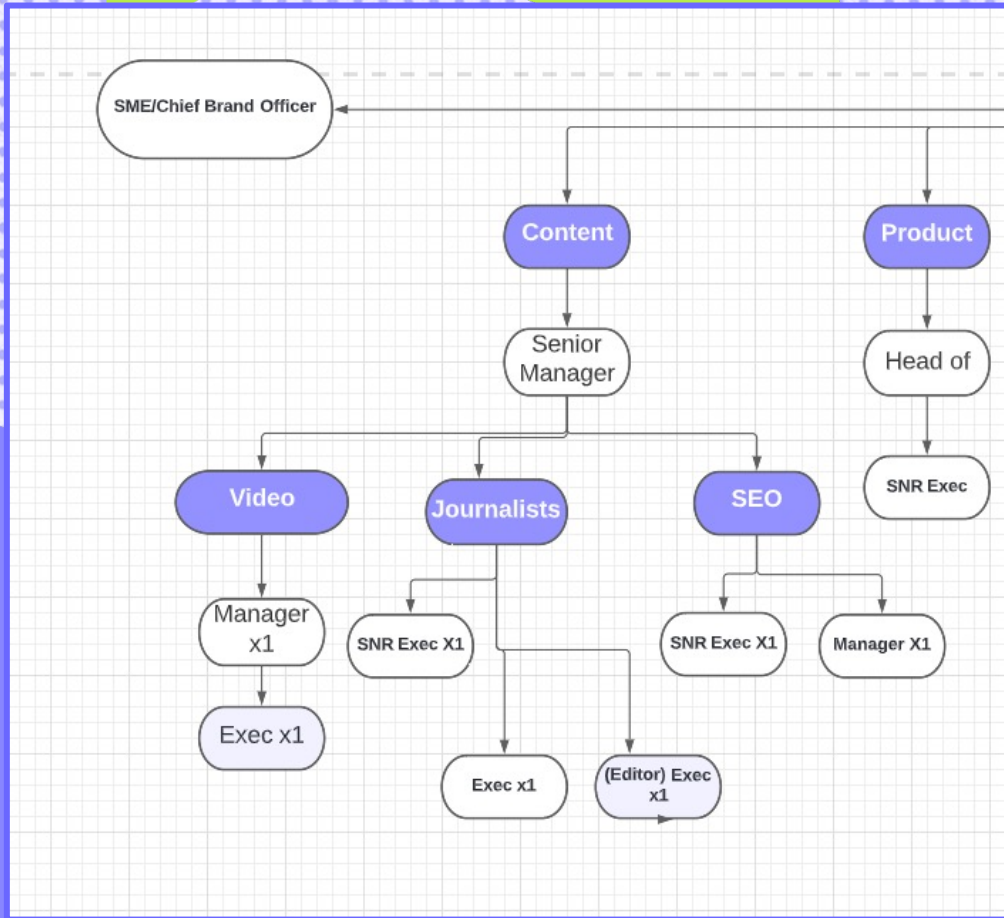 SME/Chief Brand Officer
Content
Product
Senior
Manager
Head of
Video
Journalists
SEO
SNR Exec
Manager
x1
SNR Exec X1
SNR Exec X1
Manager X1
Exec x1
Exec x1
(Editor) Exec
x1